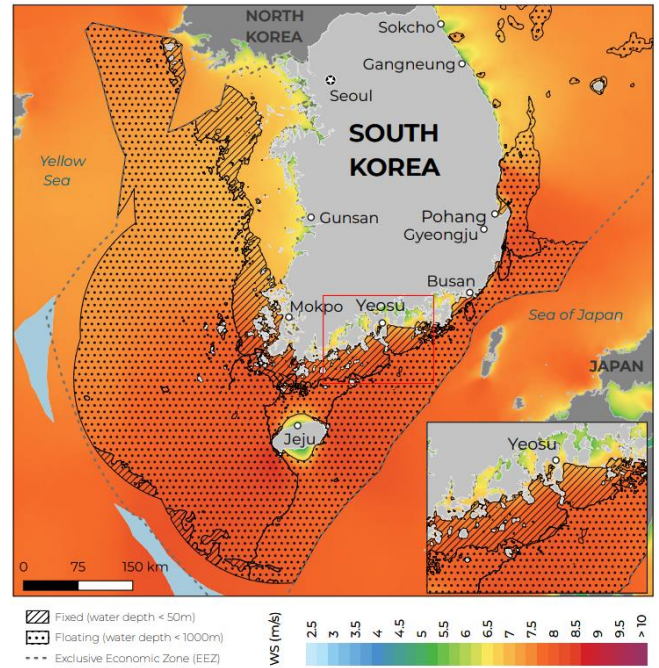 NORTH
KOREA
Sokcho
Gangneung
Seoul
SOUTH
KOREA
Yellow
Sea
Gunsan
Pohang
Gyeongju
Busan
Mokpo
Yeosu
Sea of Japan
JAPAN
Jeju
Yeosu
0 75 150 km
Fixed (water depth < 50m)
Floating (water depth < 1000m)
Exclusive Economic Zone (EEZ)
WS (m/s)
2.5 3 3.5 4 4.5 5 5.5 6 6.5 7 7.5 8 8.5 9 9.5 > 10